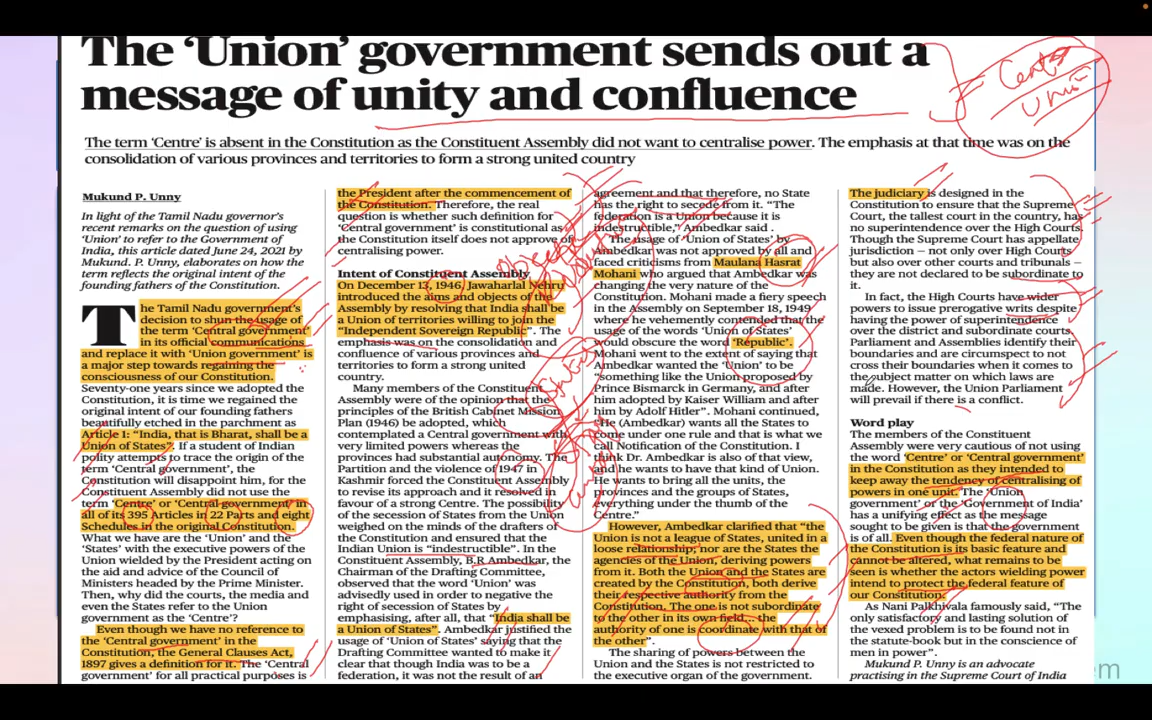 The ‘Union’ government sends out a
message of unity and confluence
Centre
Union
The term ‘Centre’ is absent in the Constitution as the Constituent Assembly did not want to centralise power. The emphasis at that time was on the
consolidation of various provinces and territories to form a strong united country
Mukund P. Unny
In light of the Tamil Nadu governor’s
recent remarks on the question of using
‘Union’ to refer to the Government of
India, this article dated June 24, 2021 by
Mukund. P. Unny, elaborates on how the
term reflects the original intent of the
founding fathers of the Constitution.
The Tamil Nadu government’s
decision to shun the usage of
the term ‘Central government’
in its official communications
and replace it with ‘Union government’ is
a major step towards regaining the
consciousness of our Constitution.
Seventy-one years since we adopted the
Constitution, it is time we regained the
original intent of our founding fathers
beautifully etched in the parchment as
Article 1: “India, that is Bharat, shall be a
Union of States”. If a student of Indian
polity attempts to trace the origin of the
term ‘Central government’, the
Constitution will disappoint him, for the
Constituent Assembly did not use the
term ‘Centre’ or ‘Central government’ in
all of its 395 Articles in 22 Parts and eight
Schedules in the original Constitution.
What we have are the ‘Union’ and the
‘States’ with the executive powers of the
Union wielded by the President acting on
the aid and advice of the Council of
Ministers headed by the Prime Minister.
Then, why did the courts, the media and
even the States refer to the Union
government as the ‘Centre’?
Even though we have no reference to
the ‘Central government’ in the
Constitution, the General Clauses Act,
1897 gives a definition for it. The ‘Central
government’ for all practical purposes is
the President after the commencement of
the Constitution. Therefore, the real
question is whether such definition for
‘Central government’ is constitutional as
the Constitution itself does not approve of
centralising power.
Intent of Constituent Assembly
On December 13, 1946, Jawaharlal Nehru
introduced the aims and objects of the
Assembly by resolving that India shall be
a Union of territories willing to join the
“Independent Sovereign Republic”. The
emphasis was on the consolidation and
confluence of various provinces and
territories to form a strong united
country.
Many members of the Constituent
Assembly were of the opinion that the
principles of the British Cabinet Mission
Plan (1946) be adopted, which
contemplated a Central government with
very limited powers whereas the
provinces had substantial autonomy. The
Partition and the violence of 1947 in
Kashmir forced the Constituent Assembly
to revise its approach and it resolved in
favour of a strong Centre. The possibility
of the secession of States from the Union
weighed on the minds of the drafters of
the Constitution and ensured that the
Indian Union is “indestructible”. In the
Constituent Assembly, B.R Ambedkar, the
Chairman of the Drafting Committee,
observed that the word ‘Union’ was
advisedly used in order to negative the
right of secession of States by
emphasising, after all, that “India shall be
a Union of States”. Ambedkar justified the
usage of ‘Union of States’ saying that the
Drafting Committee wanted to make it
clear that though India was to be a
federation, it was not the result of an
agreement and that therefore, no State
has the right to secede from it. “The
federation is a Union because it is
indestructible,” Ambedkar said .
The usage of ‘Union of States’ by
Ambedkar was not approved by all and
faced criticisms from Maulana Hasrat
Mohani who argued that Ambedkar was
changing the very nature of the
Constitution. Mohani made a fiery speech
in the Assembly on September 18, 1949
where he vehemently contended that the
usage of the words ‘Union of States’
would obscure the word ‘Republic’.
Mohani went to the extent of saying that
Ambedkar wanted the ‘Union’ to be
“something like the Union proposed by
Prince Bismarck in Germany, and after
him adopted by Kaiser William and after
him by Adolf Hitler”. Mohani continued,
“He (Ambedkar) wants all the States to
come under one rule and that is what we
call Notification of the Constitution. I
think Dr. Ambedkar is also of that view,
and he wants to have that kind of Union.
He wants to bring all the units, the
provinces and the groups of States,
everything under the thumb of the
Centre.”
However, Ambedkar clarified that “the
Union is not a league of States, united in a
loose relationship; nor are the States the
agencies of the Union, deriving powers
from it. Both the Union and the States are
created by the Constitution, both derive
their respective authority from the
Constitution. The one is not subordinate
to the other in its own field... the
authority of one is coordinate with that of
the other”.
The sharing of powers between the
Union and the States is not restricted to
the executive organ of the government.
The judiciary is designed in the
Constitution to ensure that the Supreme
Court, the tallest court in the country, has
no superintendence over the High Courts.
Though the Supreme Court has appellate
jurisdiction — not only over High Courts
but also over other courts and tribunals —
they are not declared to be subordinate to
it.
In fact, the High Courts have wider
powers to issue prerogative writs despite
having the power of superintendence
over the district and subordinate courts.
Parliament and Assemblies identify their
boundaries and are circumspect to not
cross their boundaries when it comes to
the subject matter on which laws are
made. However, the Union Parliament
will prevail if there is a conflict.
Word play
The members of the Constituent
Assembly were very cautious of not using
the word ‘Centre’ or ‘Central government’
in the Constitution as they intended to
keep away the tendency of centralising of
powers in one unit. The ‘Union
government’ or the ‘Government of India’
has a unifying effect as the message
sought to be given is that the government
is of all. Even though the federal nature of
the Constitution is its basic feature and
cannot be altered, what remains to be
seen is whether the actors wielding power
intend to protect the federal feature of
our Constitution.
As Nani Palkhivala famously said, “The
only satisfactory and lasting solution of
the vexed problem is to be found not in
the statute-book but in the conscience of
men in power”.
Mukund P. Unny is an advocate
practising in the Supreme Court of India